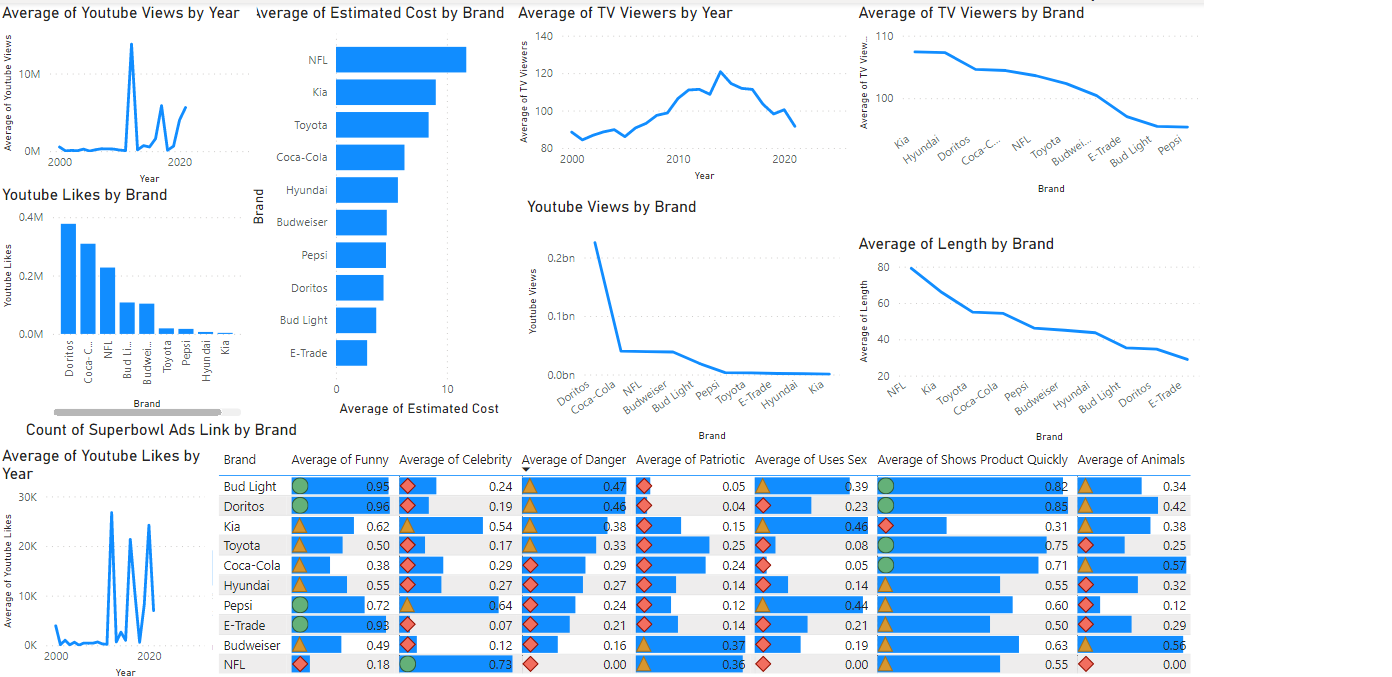 Average of Youtube Views by Year
Average of Youtube Views
10M
0M
2000
2020
Year
Average of Estimated Cost by Brand
Brand
NFL
Kia
Toyota
Coca-Cola
Hyundai
Budweiser
Pepsi
Doritos
Bud Light
E-Trade
0
10
Average of Estimated Cost
Average of TV Viewers by Year
Average of TV Viewers
140
120
100
80
2000
2010
2020
Year
Average of TV Viewers by Brand
Average of TV View...
110
100
Kia
Hyundai
Doritos
Coca-C...
NFL
Toyota
Budwei...
E-Trade
Bud Light
Pepsi
Brand
Youtube Likes by Brand
Youtube Likes
0.4M
0.2M
0.0M
Doritos
Coca- C...
NFL
Bud Li...
Budwei...
Toyota
Pepsi
Hyundai
Kia
Brand
Youtube Views by Brand
Youtube Views
0.2bn
0.1bn
0.0bn
Doritos
Coca-Cola
NFL
Budweiser
Bud Light
Pepsi
Toyota
E-Trade
Hyundai
Kia
Brand
Average of Length by Brand
Average of Length
80
60
40
20
NFL
Kia
Toyota
Coca-Cola
Pepsi
Budweiser
Hyundai
Bud Light
Doritos
E-Trade
Brand
Count of Superbowl Ads Link by Brand
Average of Youtube Likes by
Year
Average of Youtube Likes
30K
20K
10K
0K
2000
2020
Year
Brand Average of Funny Average of Celebrity Average of Danger Average of Patriotic Average of Uses Sex Average of Shows Product Quickly Average of Animals
Bud Light 0.95 0.24 0.47 0.05 0.39 0.82 0.34
Doritos 0.96 0.19 0.46 0.04 0.23 0.85 0.42
Kia 0.62 0.54 0.38 0.15 0.46 0.31 0.38
Toyota 0.50 0.17 0.33 0.25 0.08 0.75 0.25
Coca-Cola 0.38 0.29 0.29 0.24 0.05 0.71 0.57
Hyundai 0.55 0.27 0.27 0.14 0.14 0.55 0.32
Pepsi 0.72 0.64 0.24 0.12 0.44 0.60 0.12
E-Trade 0.93 0.07 0.21 0.14 0.21 0.50 0.29
Budweiser 0.49 0.12 0.16 0.37 0.19 0.63 0.56
NFL 0.18 0.73 0.00 0.36 0.00 0.55 0.00